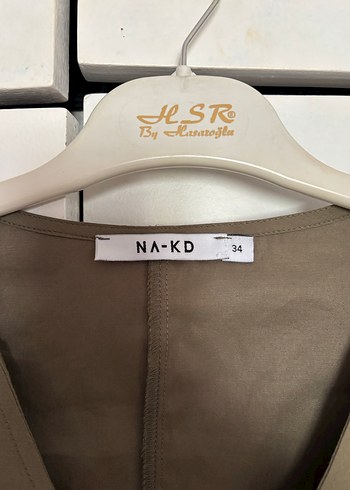 HSR®
By Hasaroğlu
NA-KD
34